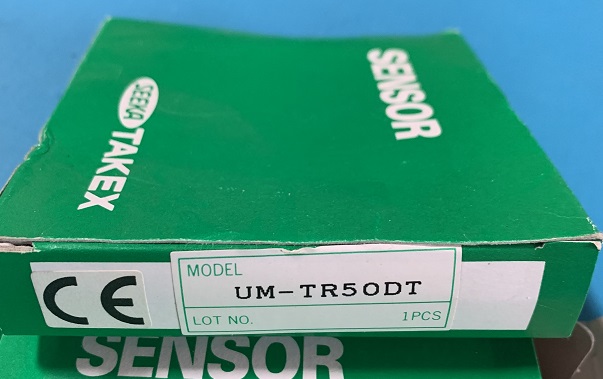 SENSOR
SEEKA TAKEX
CE
MODEL
UM-TR50DT
LOT NO. 1PCS
SENSOR